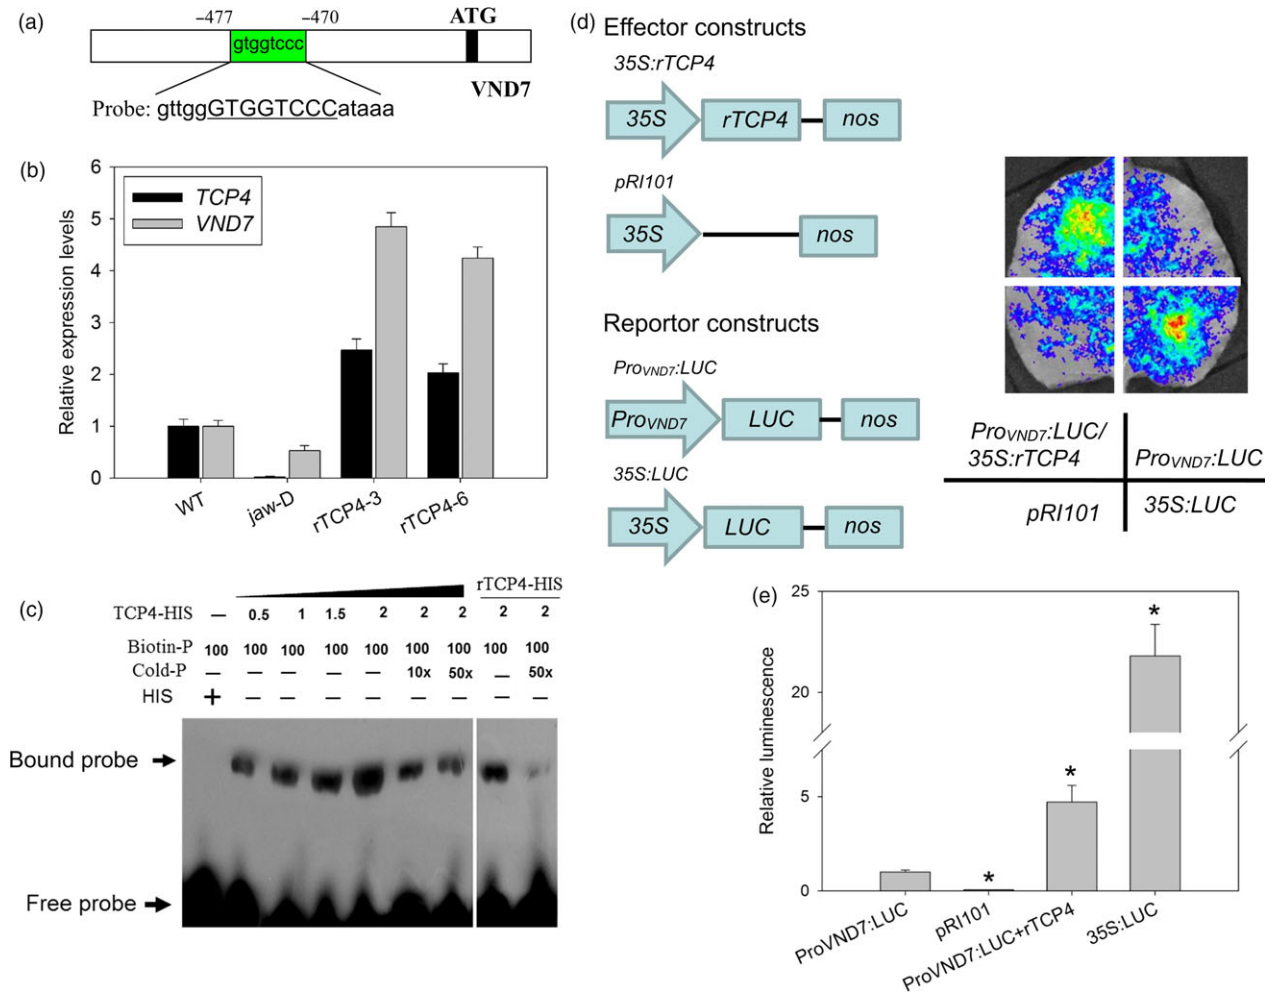 (a)
−477
−470
ATG
gtggtccc
VND7
Probe: gttggGTGGTCCCataaa
(b)
Relative expression levels
6
5
4
3
2
1
0
TCP4
VND7
WT
jaw-D
rTCP4-3
rTCP4-6
(c)
rTCP4-HIS
TCP4-HIS — 0.5 1 1.5 2 2 2 2 2
Biotin-P 100 100 100 100 100 100 100 100 100
Cold-P — — — — — 10x 50x — 50x
HIS + — — — — — — — —
Bound probe
Free probe
(d)
Effector constructs
35S:rTCP4
35S rTCP4 nos
pRI101
35S nos
Reportor constructs
ProVND7:LUC
ProVND7 LUC nos
35S:LUC
35S LUC nos
ProVND7:LUC/
35S:rTCP4
ProVND7:LUC
pRI101
35S:LUC
(e)
Relative luminescence
25
20
5
0
*
*
*
ProVND7:LUC
pRI101
ProVND7:LUC+rTCP4
35S:LUC